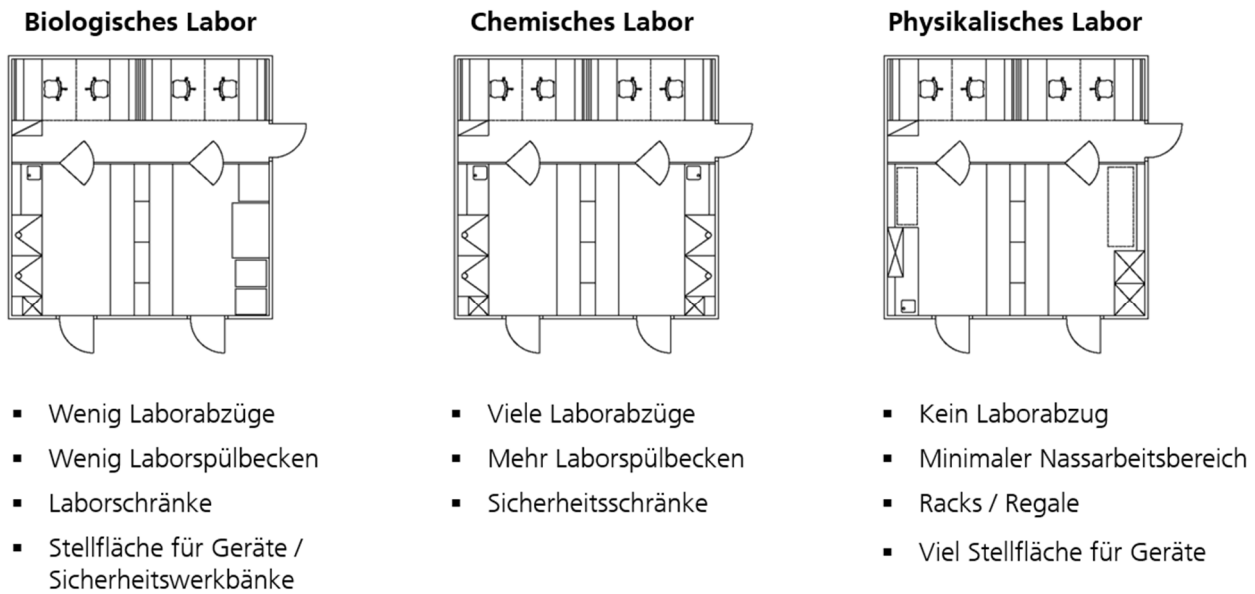 Biologisches Labor
▪ Wenig Laborabzüge
▪ Wenig Laborspülbecken
▪ Laborschränke
▪ Stellfläche für Geräte /
Sicherheitswerkbänke
Chemisches Labor
▪ Viele Laborabzüge
▪ Mehr Laborspülbecken
▪ Sicherheitsschränke
Physikalisches Labor
▪ Kein Laborabzug
▪ Minimaler Nassarbeitsbereich
▪ Racks / Regale
▪ Viel Stellfläche für Geräte